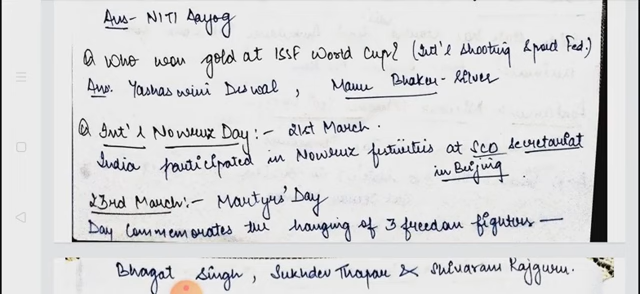 Ans- NITI Aayog
Q Who won gold at ISSF World Cup? (Int'l Shooting Sport Fed.)
Ans. Yashaswini Deswal, Manu Bhaker - Silver
Q Int'l Nowruz Day :- 21st March.
India participated in Nowruz festivities at SCO Secretariat
in Beijing
23rd March :- Martyrs' Day
Day commemorates the hanging of 3 freedom fighters —
Bhagat Singh, Sukhdev Thapar & Shivaram Rajguru.